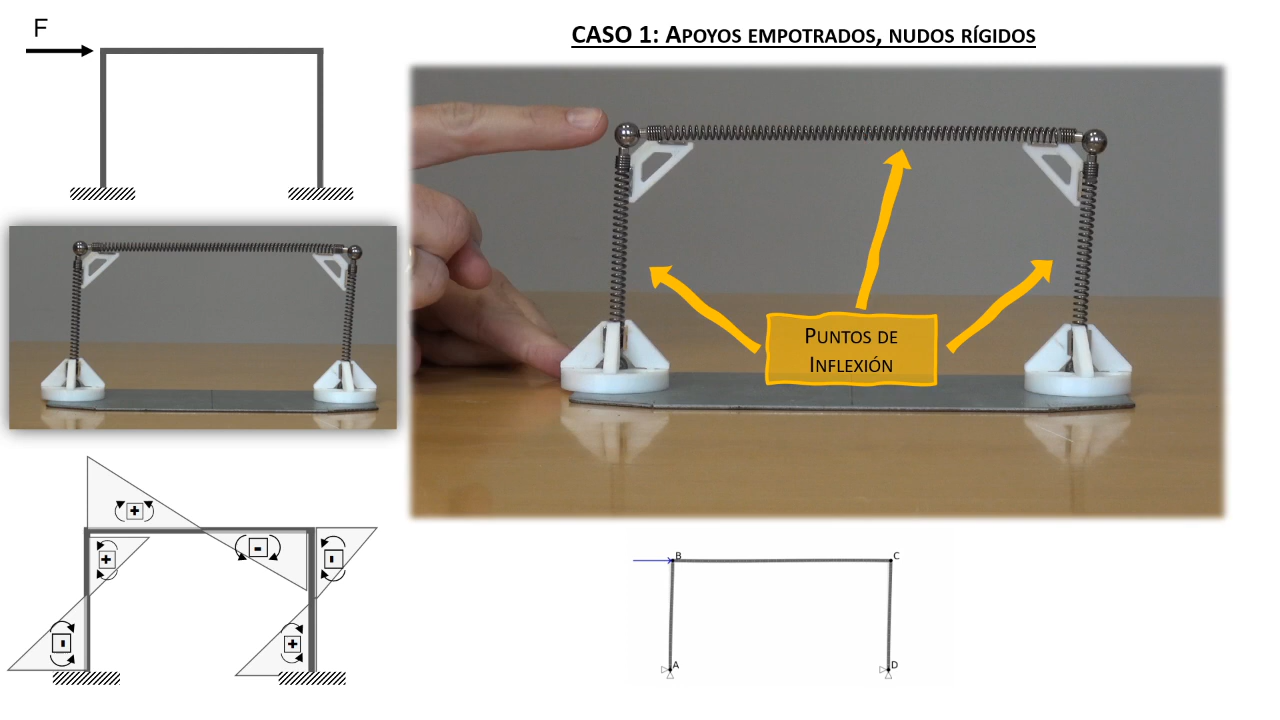 F
CASO 1: Apoyos empotrados, nudos rígidos
Puntos de
Inflexión
+
-
+
-
-
+
B
C
A
D